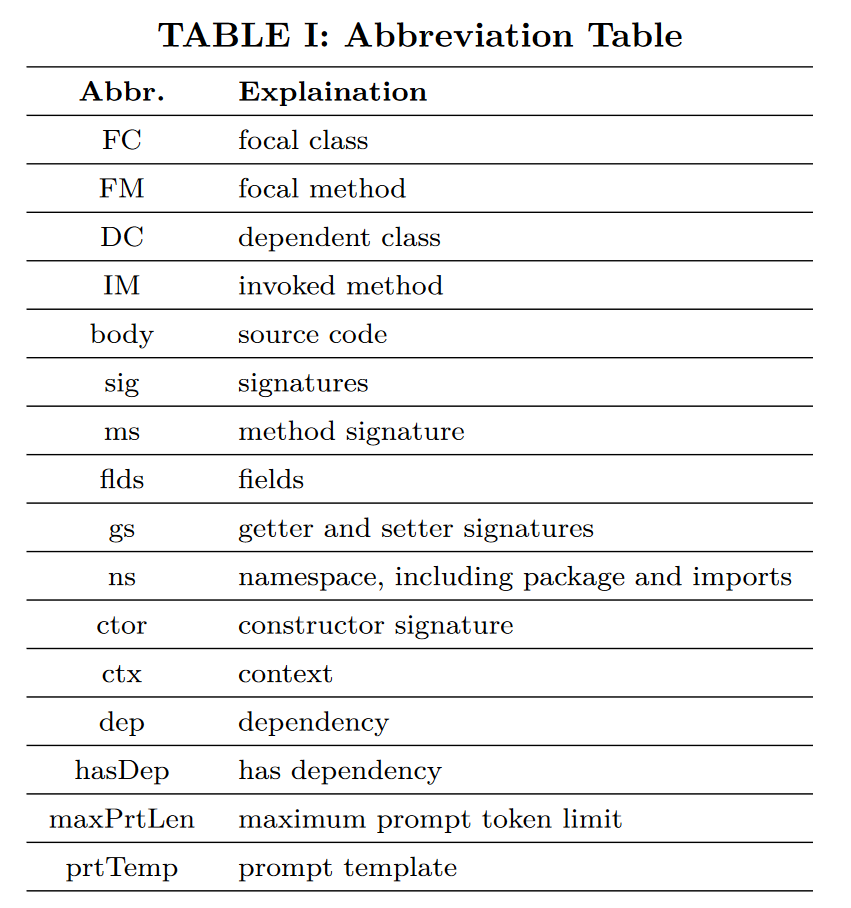 TABLE I: Abbreviation Table
Abbr. Explaination
FC focal class
FM focal method
DC dependent class
IM invoked method
body source code
sig signatures
ms method signature
flds fields
gs getter and setter signatures
ns namespace, including package and imports
ctor constructor signature
ctx context
dep dependency
hasDep has dependency
maxPrtLen maximum prompt token limit
prtTemp prompt template